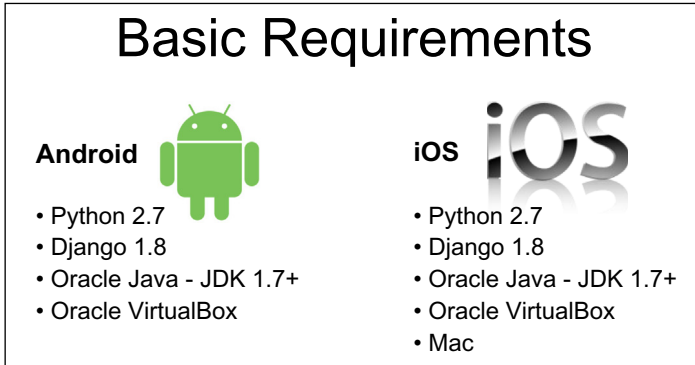 Basic Requirements
Android
• Python 2.7
• Django 1.8
• Oracle Java - JDK 1.7+
• Oracle VirtualBox
iOS
iOS
• Python 2.7
• Django 1.8
• Oracle Java - JDK 1.7+
• Oracle VirtualBox
• Mac